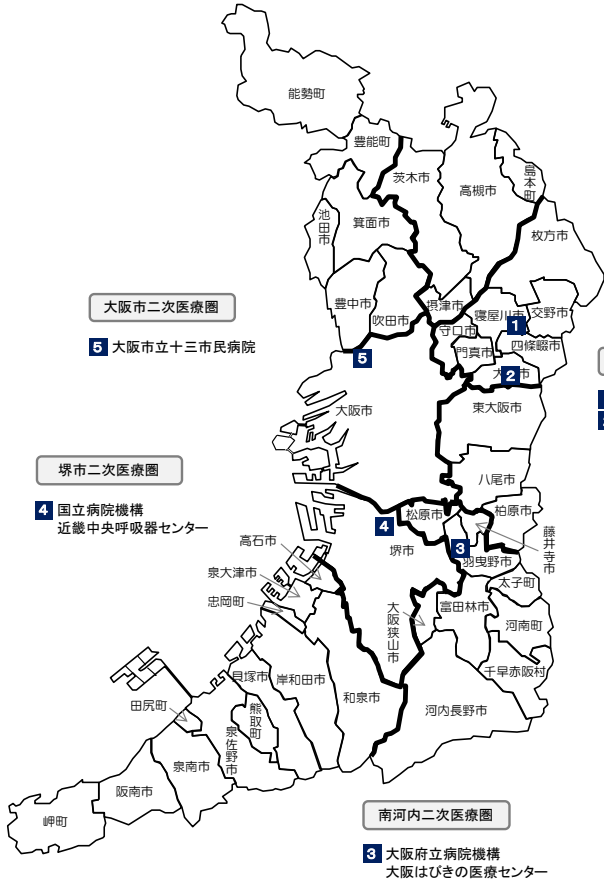 能勢町
豊能町
茨木市
高槻市
島本町
池田市
箕面市
枚方市
豊中市
吹田市
摂津市
寝屋川市
交野市
守口市
1
四條畷市
門真市
大阪市二次医療圏
5 大阪市立十三市民病院
5
2
大阪市
東大阪市
八尾市
堺市二次医療圏
4 国立病院機構
近畿中央呼吸器センター
4
松原市
柏原市
堺市
3
藤井寺市
羽曳野市
高石市
泉大津市
忠岡町
太子町
富田林市
大阪狭山市
河南町
千早赤阪村
貝塚市
岸和田市
和泉市
河内長野市
田尻町
熊取町
泉佐野市
泉南市
阪南市
岬町
南河内二次医療圏
3 大阪府立病院機構
大阪はびきの医療センター